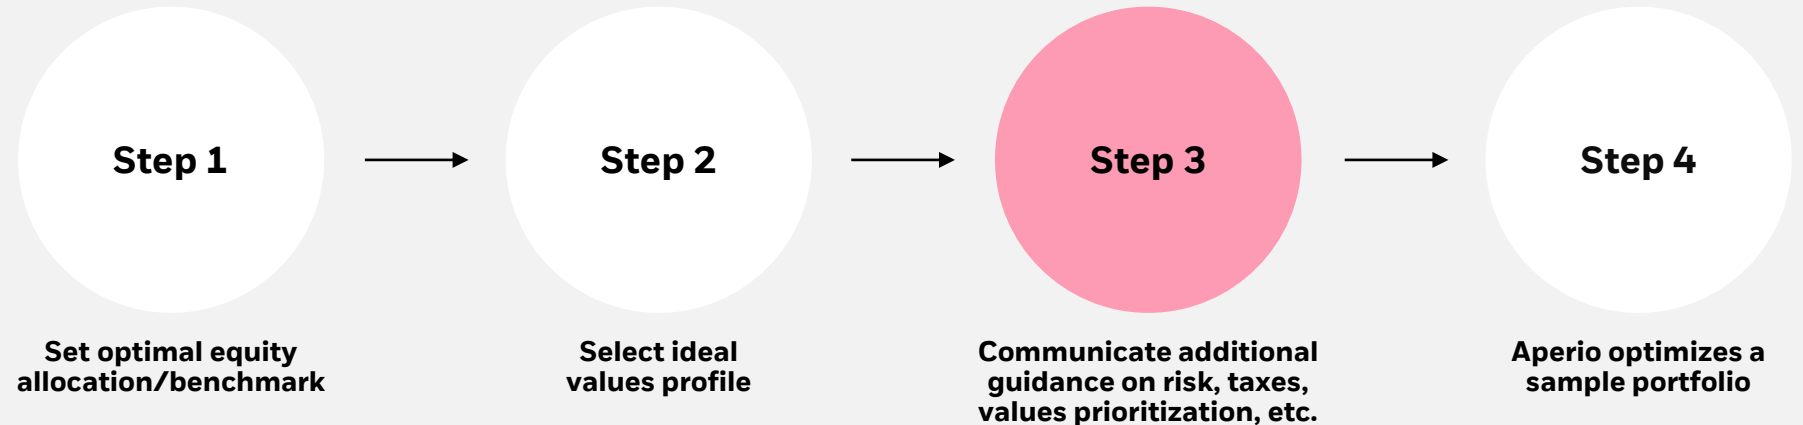 Step 1
Step 2
Step 3
Step 4
Set optimal equity
allocation/benchmark
Select ideal
values profile
Communicate additional
guidance on risk, taxes,
values prioritization, etc.
Aperio optimizes a
sample portfolio